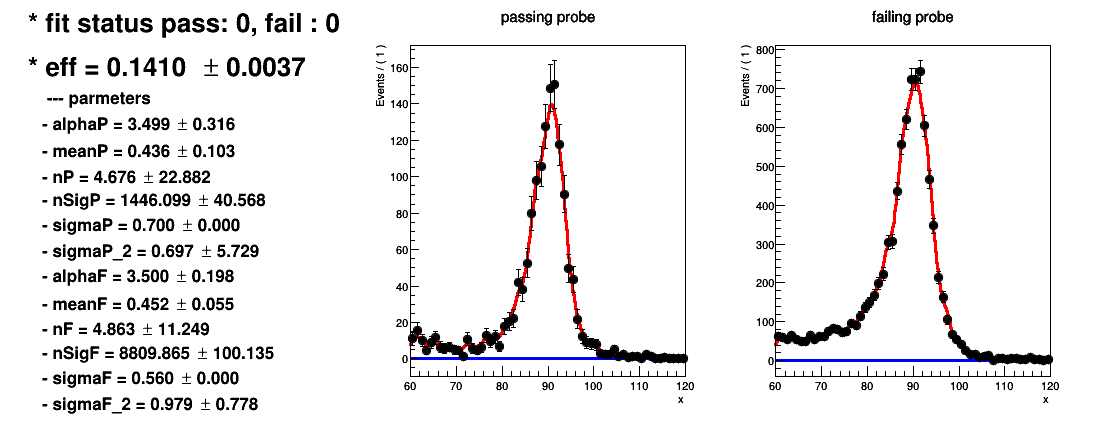 * fit status pass: 0, fail : 0
* eff = 0.1410 ± 0.0037
--- parmeters
- alphaP = 3.499 ± 0.316
- meanP = 0.436 ± 0.103
- nP = 4.676 ± 22.882
- nSigP = 1446.099 ± 40.568
- sigmaP = 0.700 ± 0.000
- sigmaP_2 = 0.697 ± 5.729
- alphaF = 3.500 ± 0.198
- meanF = 0.452 ± 0.055
- nF = 4.863 ± 11.249
- nSigF = 8809.865 ± 100.135
- sigmaF = 0.560 ± 0.000
- sigmaF_2 = 0.979 ± 0.778
passing probe
Events / ( 1 )
160
140
120
100
80
60
40
20
0
60 70 80 90 100 110 120
x
failing probe
Events / ( 1 )
800
700
600
500
400
300
200
100
0
60 70 80 90 100 110 120
x